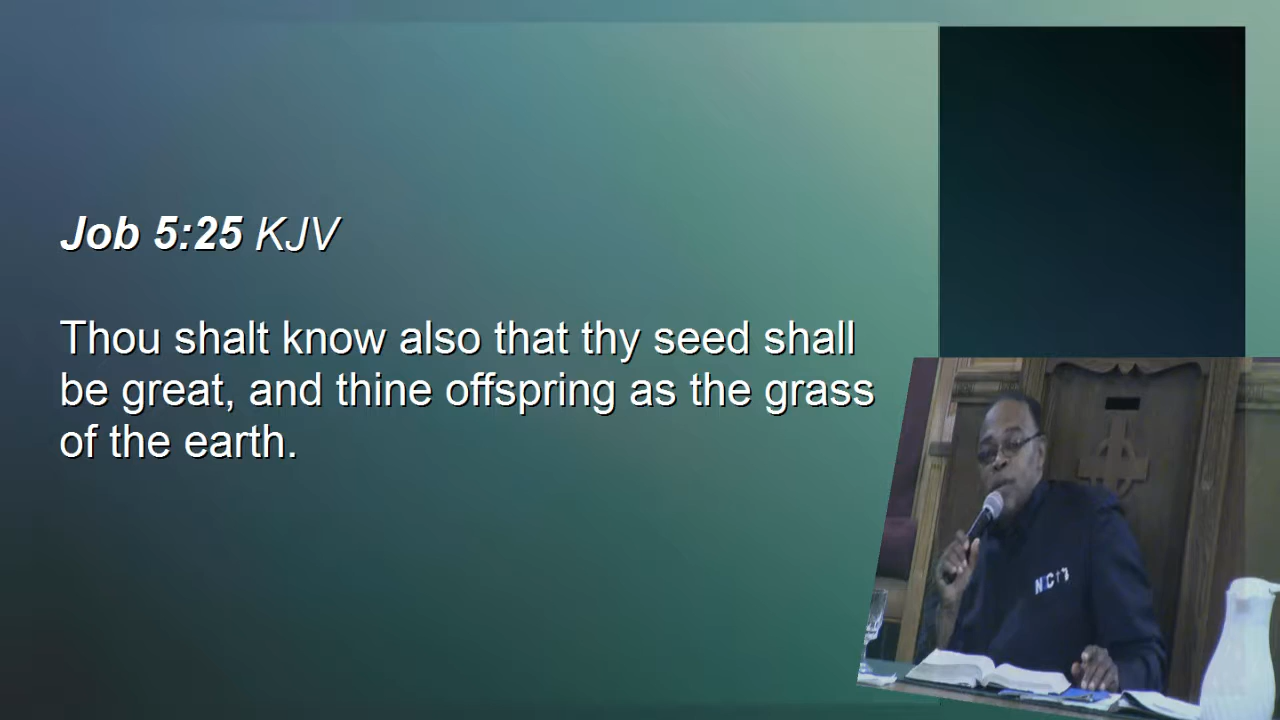 Job 5:25 KJV
Thou shalt know also that thy seed shall
be great, and thine offspring as the grass
of the earth.